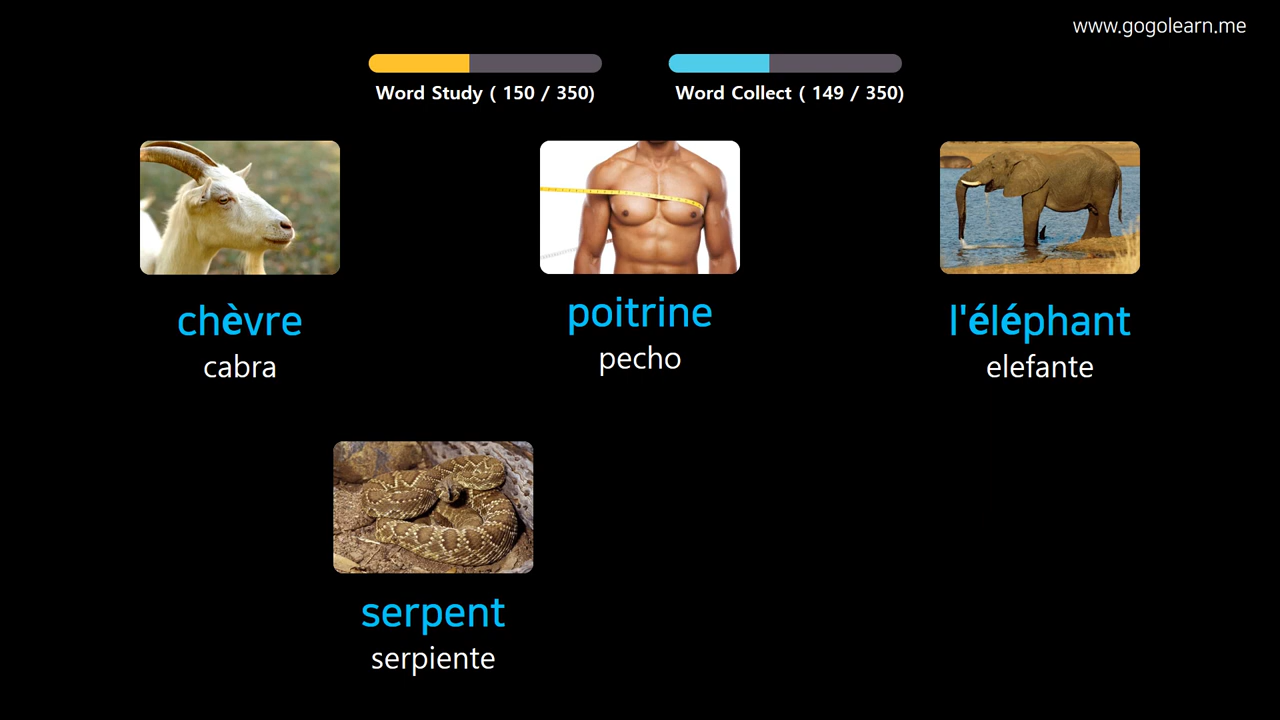 www.gogolearn.me
Word Study ( 150 / 350)
Word Collect ( 149 / 350)
chèvre
cabra
poitrine
pecho
l'éléphant
elefante
serpent
serpiente